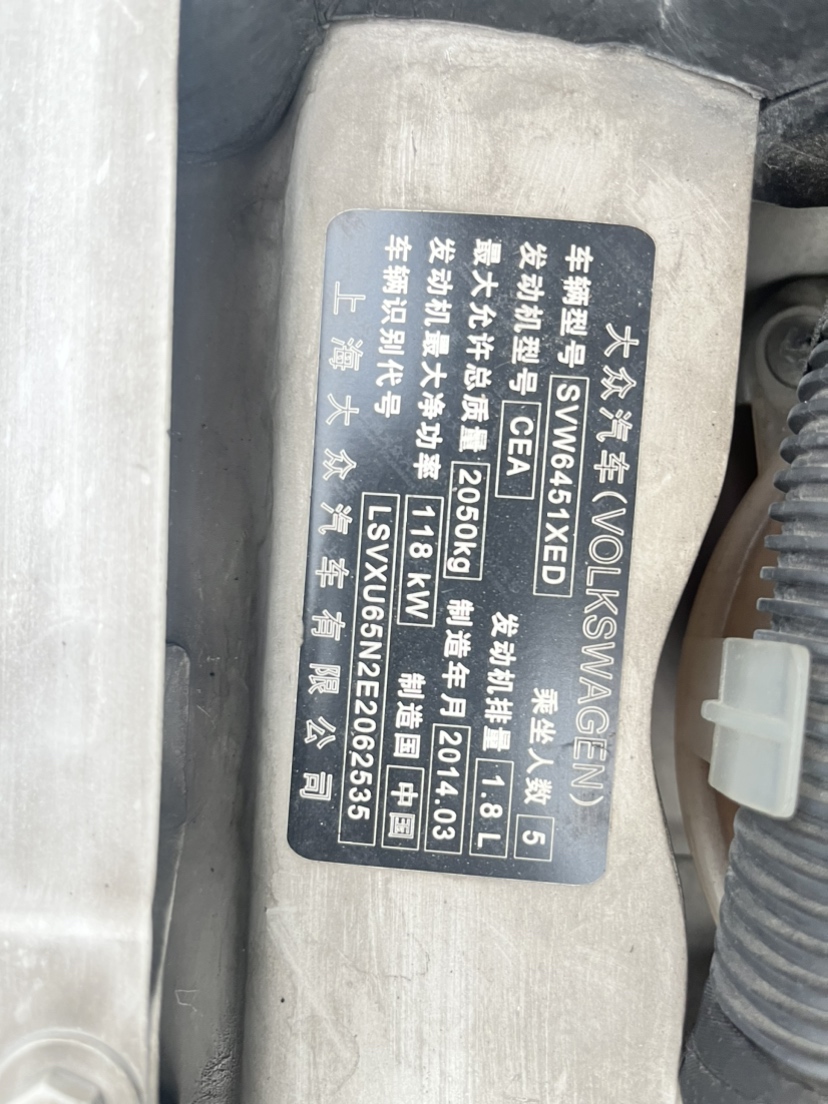 大众汽车(VOLKSWAGEN)
车辆型号 SVW6451XED 乘坐人数 5
发动机型号 CEA 发动机排量 1.8 L
最大允许总质量 2050kg 制造年月 2014.03
发动机最大净功率 118 kW 制造国 中国
车辆识别代号 LSVXU65N2E2062535
上海大众汽车有限公司